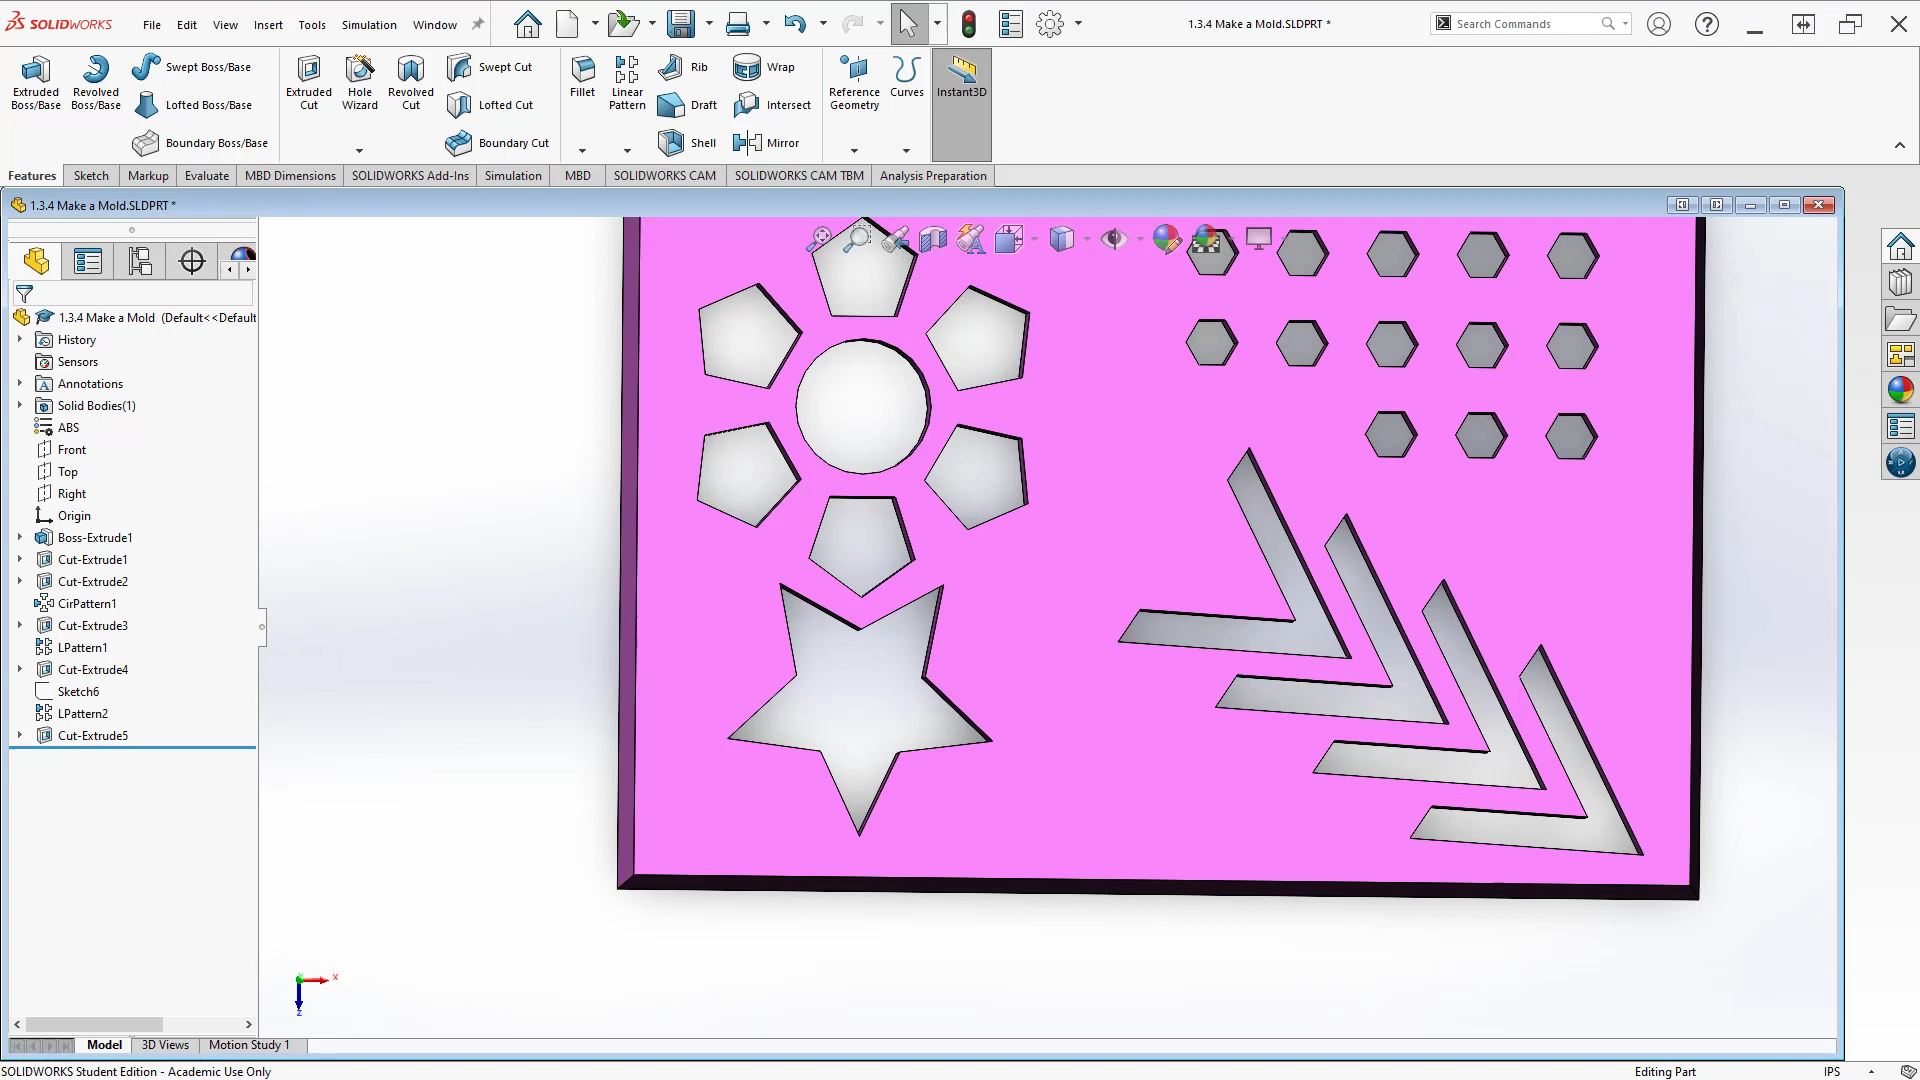 SOLIDWORKS File Edit View Insert Tools Simulation Window 1.3.4 Make a Mold.SLDPRT * Search Commands
Extruded Boss/Base
Revolved Boss/Base
Swept Boss/Base
Lofted Boss/Base
Boundary Boss/Base
Extruded Cut
Hole Wizard
Revolved Cut
Swept Cut
Lofted Cut
Boundary Cut
Fillet
Linear Pattern
Rib
Draft
Shell
Wrap
Intersect
Mirror
Reference Geometry
Curves
Instant3D
Features Sketch Markup Evaluate MBD Dimensions SOLIDWORKS Add-Ins Simulation MBD SOLIDWORKS CAM SOLIDWORKS CAM TBM Analysis Preparation
1.3.4 Make a Mold.SLDPRT *
1.3.4 Make a Mold (Default<<Default
History
Sensors
Annotations
Solid Bodies(1)
ABS
Front
Top
Right
Origin
Boss-Extrude1
Cut-Extrude1
Cut-Extrude2
CirPattern1
Cut-Extrude3
LPattern1
Cut-Extrude4
Sketch6
LPattern2
Cut-Extrude5
x
z
Model 3D Views Motion Study 1
SOLIDWORKS Student Edition - Academic Use Only Editing Part IPS